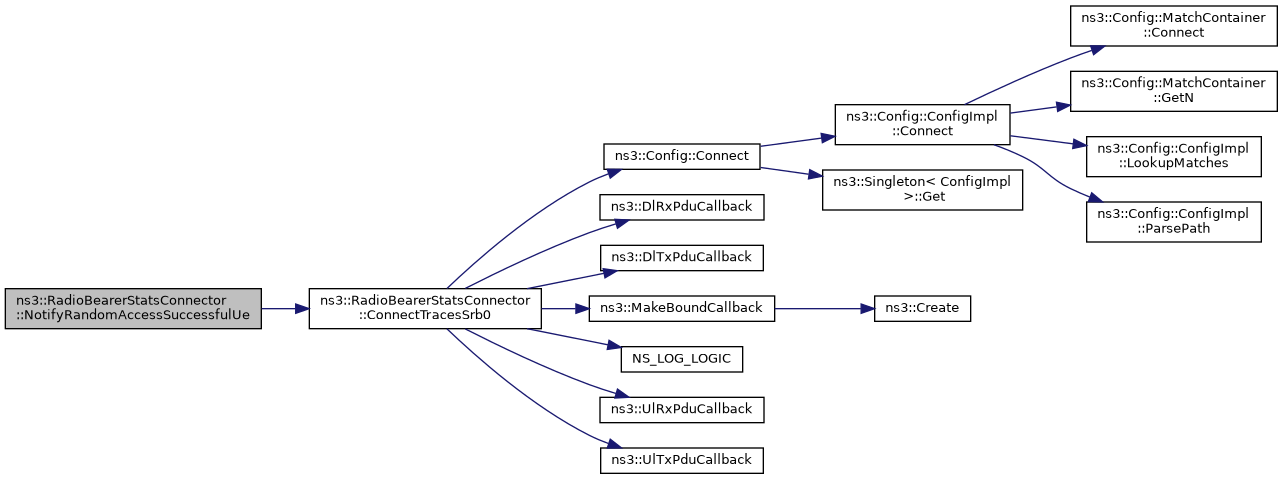 ns3::RadioBearerStatsConnector
::NotifyRandomAccessSuccessfulUe
ns3::RadioBearerStatsConnector
::ConnectTracesSrb0
ns3::Config::Connect
ns3::DlRxPduCallback
ns3::DlTxPduCallback
ns3::MakeBoundCallback
NS_LOG_LOGIC
ns3::UlRxPduCallback
ns3::UlTxPduCallback
ns3::Config::ConfigImpl
::Connect
ns3::Singleton< ConfigImpl
>::Get
ns3::Create
ns3::Config::MatchContainer
::Connect
ns3::Config::MatchContainer
::GetN
ns3::Config::ConfigImpl
::LookupMatches
ns3::Config::ConfigImpl
::ParsePath